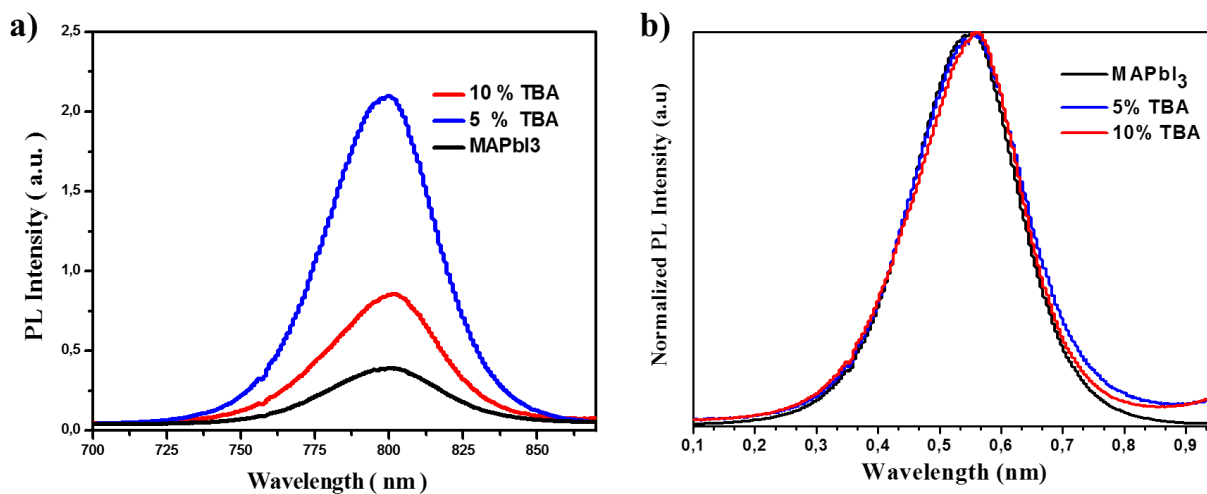 a)
PL Intensity ( a.u. )
2,5
2,0
1,5
1,0
0,5
0,0
10 % TBA
5 % TBA
MAPbI3
700 725 750 775 800 825 850
Wavelength ( nm )
b)
Normalized PL Intensity (a.u)
MAPbI3
5% TBA
10% TBA
0,1 0,2 0,3 0,4 0,5 0,6 0,7 0,8 0,9
Wavelength (nm)